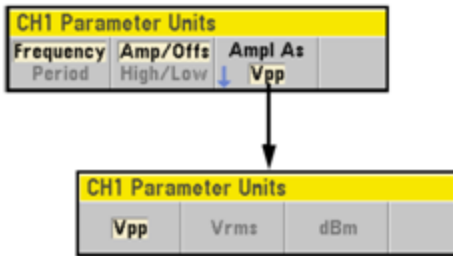 CH1 Parameter Units
Frequency Amp/Offs Ampl As
Period High/Low Vpp
CH1 Parameter Units
Vpp Vrms dBm